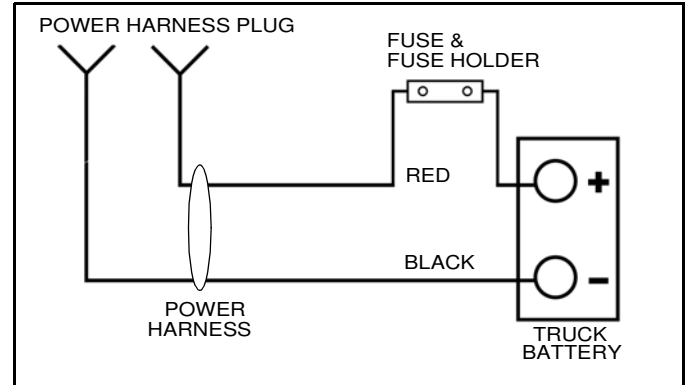 POWER HARNESS PLUG
FUSE &
FUSE HOLDER
RED
+
BLACK
-
POWER
HARNESS
TRUCK
BATTERY